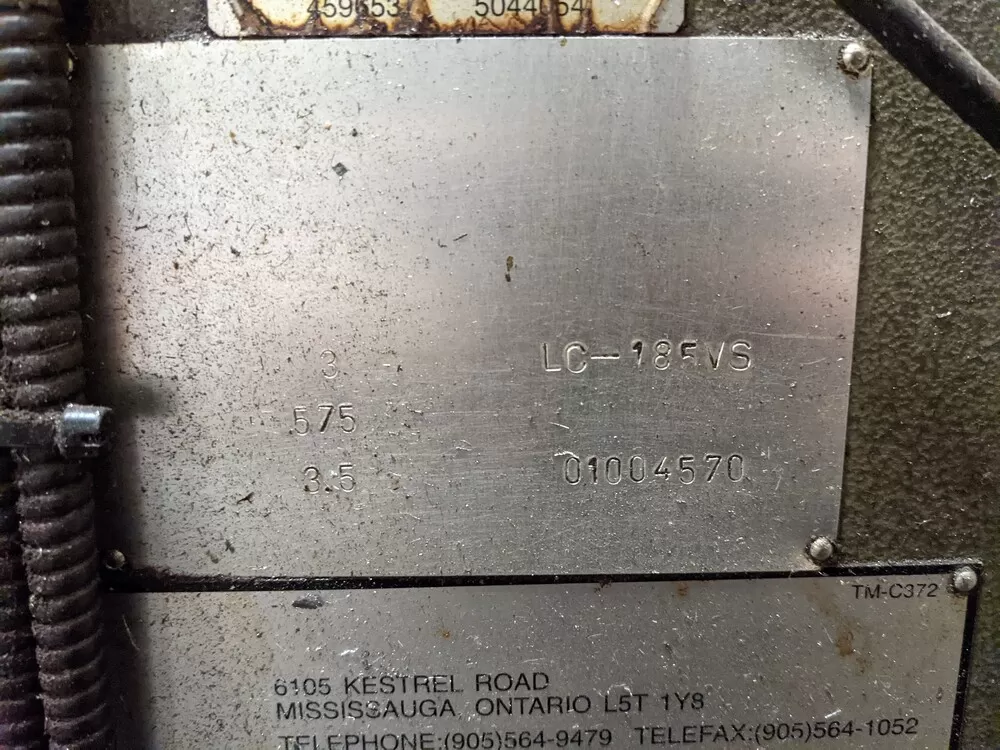 459653 5044654
3 LC-185VS
575
3.5 01004570
TM-C372
6105 KESTREL ROAD
MISSISSAUGA, ONTARIO L5T 1Y8
TELEPHONE:(905)564-9479 TELEFAX:(905)564-1052